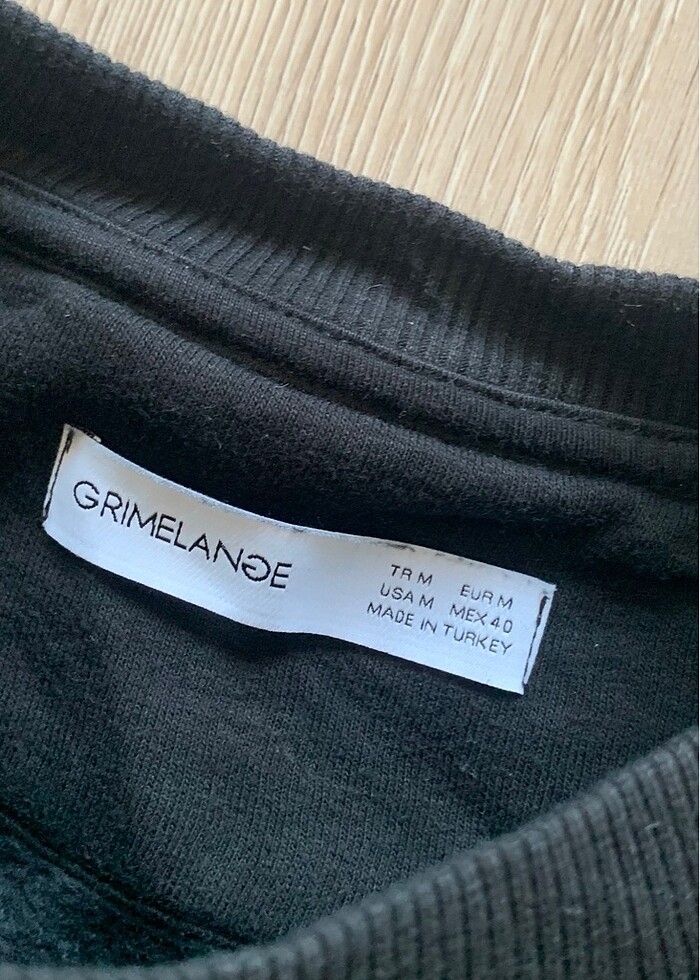 GRIMELANGE
TR M EUR M
USA M MEX 40
MADE IN TURKEY